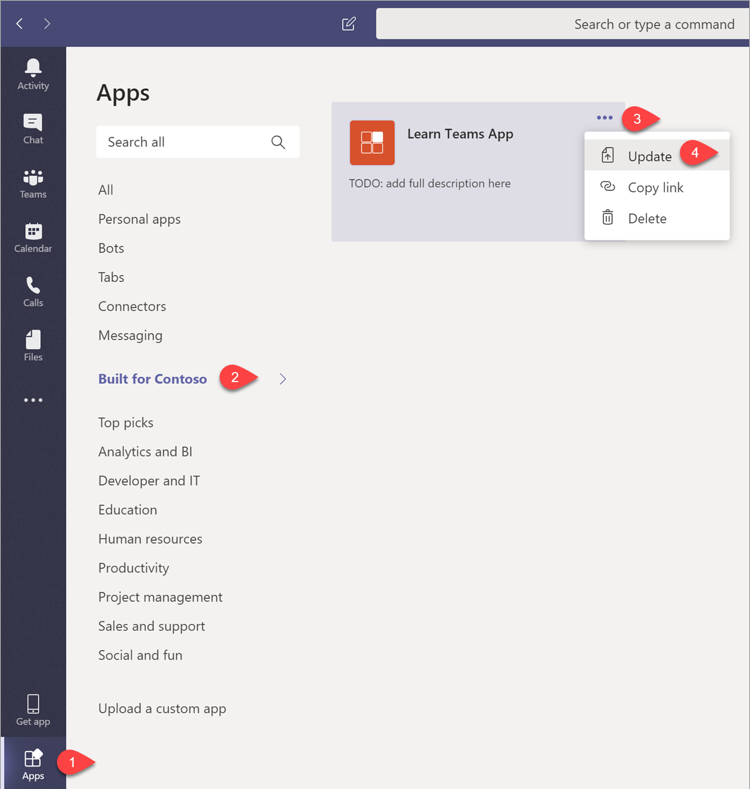 Search or type a command
Activity
Chat
Teams
Calendar
Calls
Files
Get app
Apps
1
Apps
Search all
All
Personal apps
Bots
Tabs
Connectors
Messaging
Built for Contoso
2
Top picks
Analytics and BI
Developer and IT
Education
Human resources
Productivity
Project management
Sales and support
Social and fun
Upload a custom app
Learn Teams App
TODO: add full description here
3
Update
4
Copy link
Delete